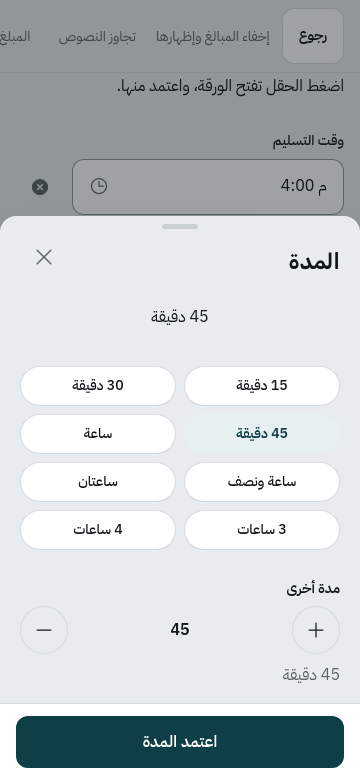 رجوع
إخفاء المبالغ وإظهارها
تجاوز النصوص
المبلغ
اضغط الحقل تفتح الورقة، واعتمد منها.
وقت التسليم
4:00 م
المدة
45 دقيقة
15 دقيقة
30 دقيقة
45 دقيقة
ساعة
ساعة ونصف
ساعتان
3 ساعات
4 ساعات
مدة أخرى
45
45 دقيقة
اعتمد المدة